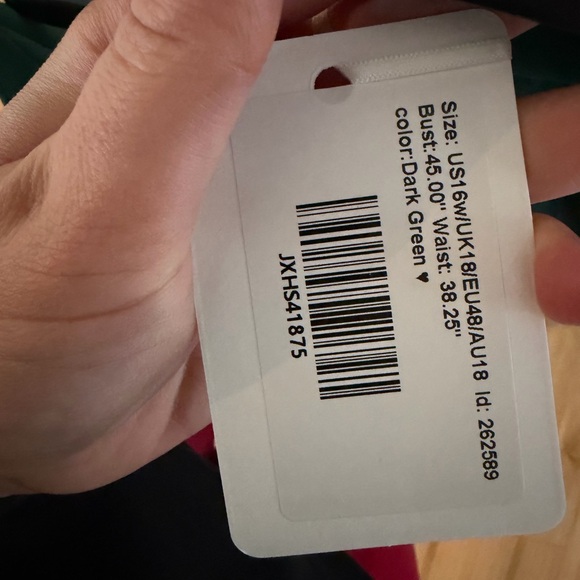 Size: US16w/UK18/EU48/AU18 Id: 262589
Bust:45.00" Waist: 38.25"
color:Dark Green ♥
JXHS41875